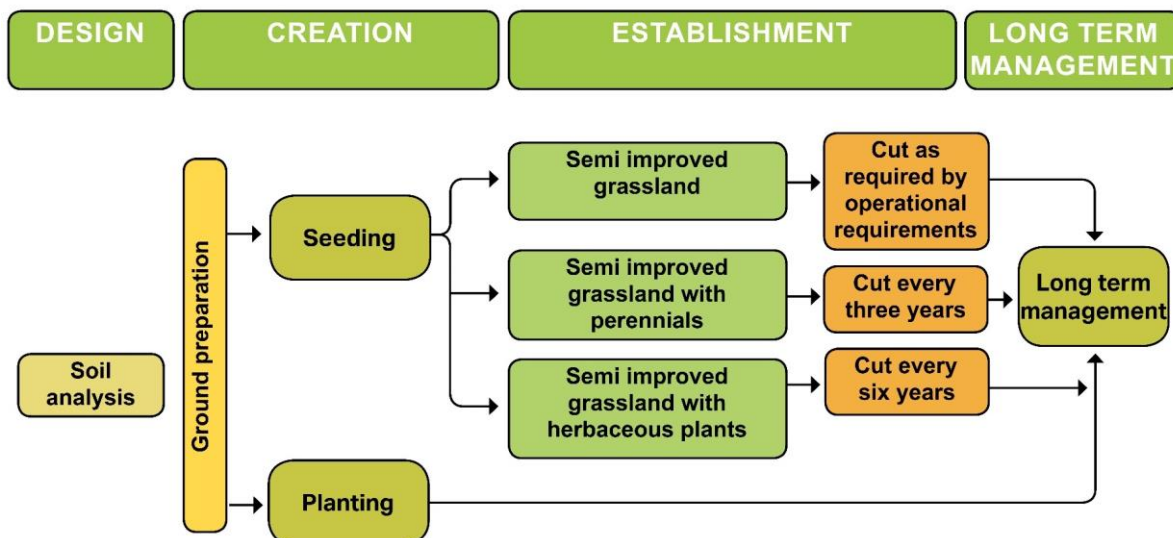 DESIGN
CREATION
ESTABLISHMENT
LONG TERM
MANAGEMENT
Soil
analysis
Ground preparation
Seeding
Planting
Semi improved
grassland
Semi improved
grassland with
perennials
Semi improved
grassland with
herbaceous plants
Cut as
required by
operational
requirements
Cut every
three years
Cut every
six years
Long term
management